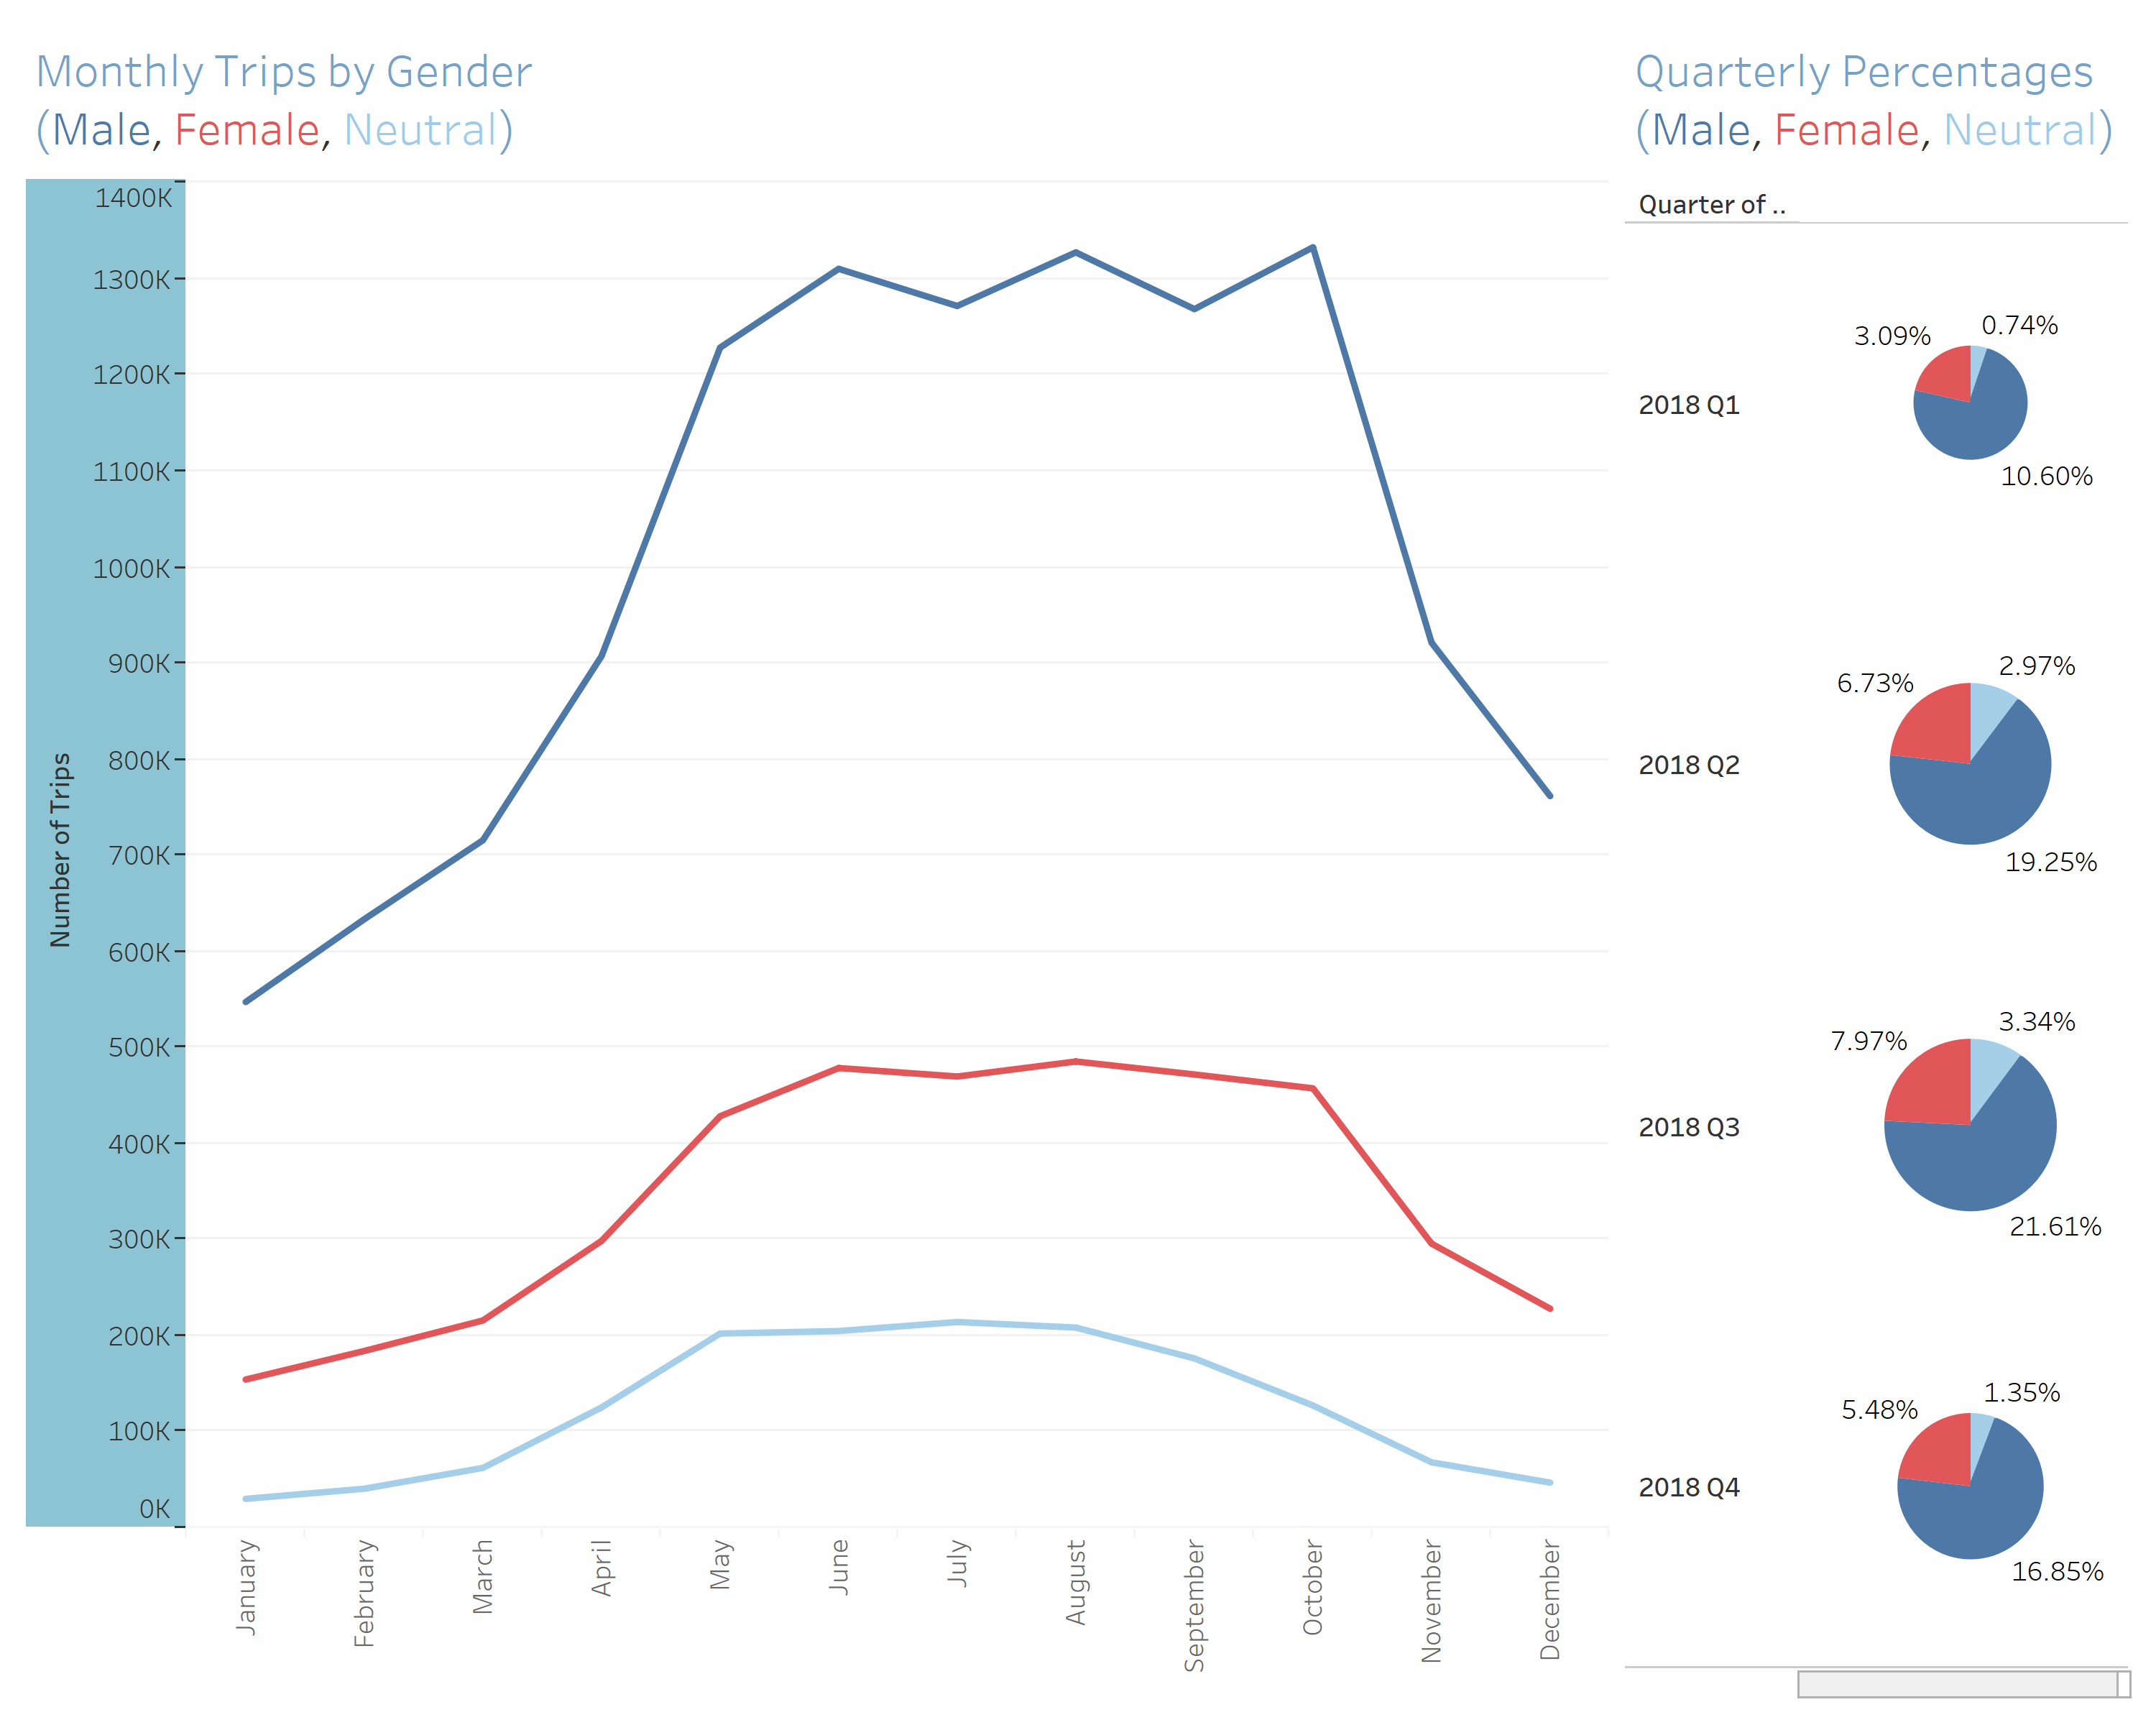 Monthly Trips by Gender
(Male, Female, Neutral)
1400K
1300K
1200K
1100K
1000K
900K
800K
700K
600K
500K
400K
300K
200K
100K
0K
Number of Trips
January
February
March
April
May
June
July
August
September
October
November
December
Quarterly Percentages
(Male, Female, Neutral)
Quarter of ..
2018 Q1
3.09%
0.74%
10.60%
2018 Q2
6.73%
2.97%
19.25%
2018 Q3
7.97%
3.34%
21.61%
2018 Q4
5.48%
1.35%
16.85%